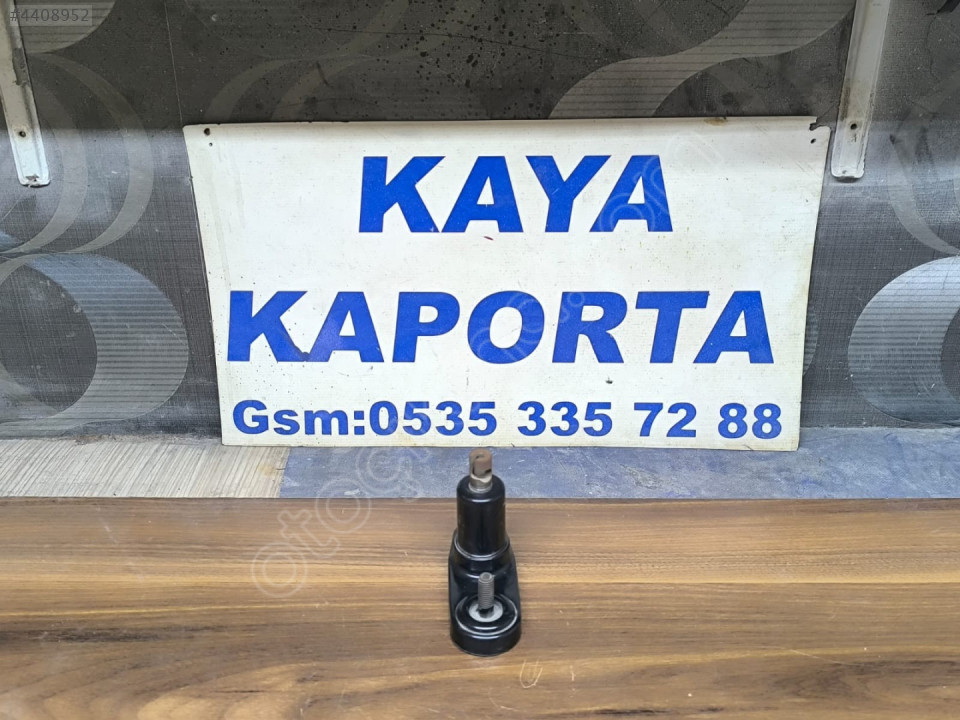 #4408952
KAYA
KAPORTA
Gsm:0535 335 72 88